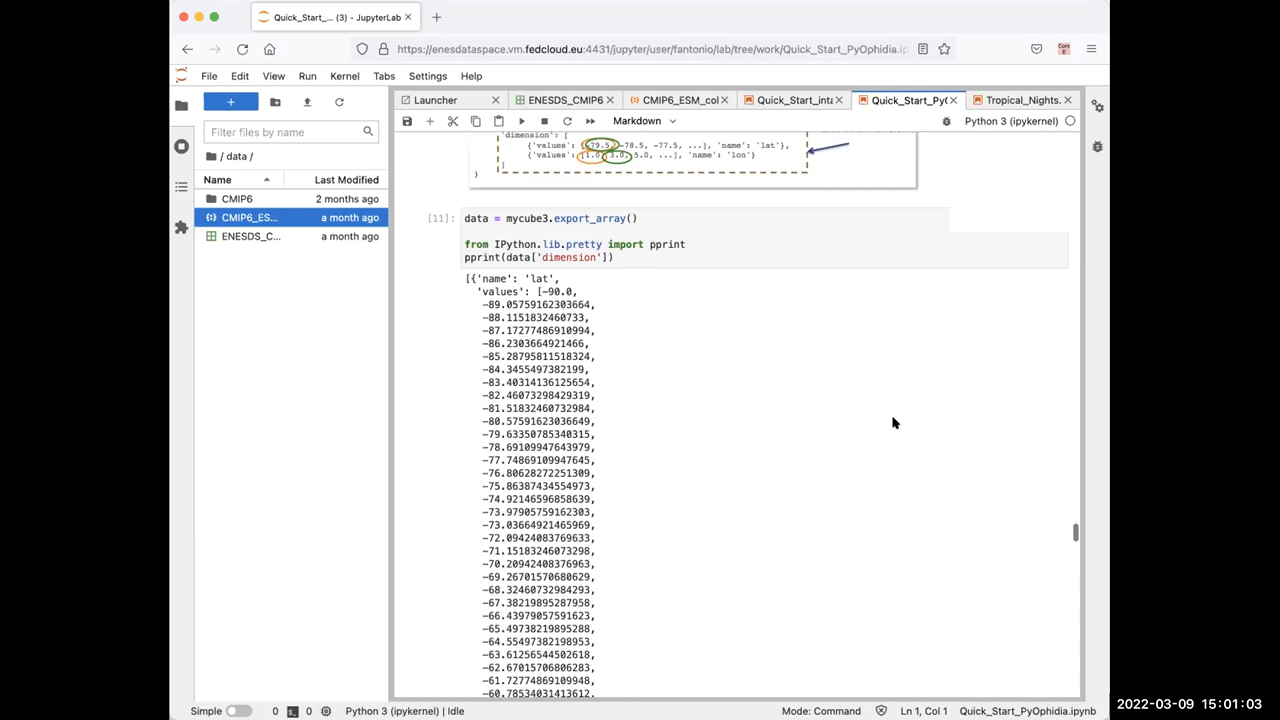 Quick_Start_... (3) - JupyterLab
https://enesdataspace.vm.fedcloud.eu:4431/jupyter/user/fantonio/lab/tree/work/Quick_Start_PyOphidia.ip
File Edit View Run Kernel Tabs Settings Help
Launcher ENESDS_CMIP6 CMIP6_ESM_col Quick_Start_inta Quick_Start_Py( Tropical_Nights.
Markdown Python 3 (ipykernel)
Filter files by name
/ data /
Name Last Modified
CMIP6 2 months ago
CMIP6_ES... a month ago
ENESDS_C... a month ago
'dimension': [
{'values': [-79.5, -78.5, -77.5, ...], 'name': 'lat'},
{'values': [1.0, 3.0, 5.0, ...], 'name': 'lon'}
]
}
[11]: data = mycube3.export_array()
from IPython.lib.pretty import pprint
pprint(data['dimension'])
[{'name': 'lat',
'values': [-90.0,
-89.05759162303664,
-88.1151832460733,
-87.17277486910994,
-86.2303664921466,
-85.28795811518324,
-84.3455497382199,
-83.40314136125654,
-82.46073298429319,
-81.51832460732984,
-80.57591623036649,
-79.63350785340315,
-78.69109947643979,
-77.74869109947645,
-76.80628272251309,
-75.86387434554973,
-74.92146596858639,
-73.97905759162303,
-73.03664921465969,
-72.09424083769633,
-71.15183246073298,
-70.20942408376963,
-69.26701570680629,
-68.32460732984293,
-67.38219895287958,
-66.43979057591623,
-65.49738219895288,
-64.55497382198953,
-63.61256544502618,
-62.67015706806283,
-61.72774869109948,
-60.78534031413612,
Simple 0 0 Python 3 (ipykernel) | Idle Mode: Command Ln 1, Col 1 Quick_Start_PyOphidia.ipynb
2022-03-09 15:01:03